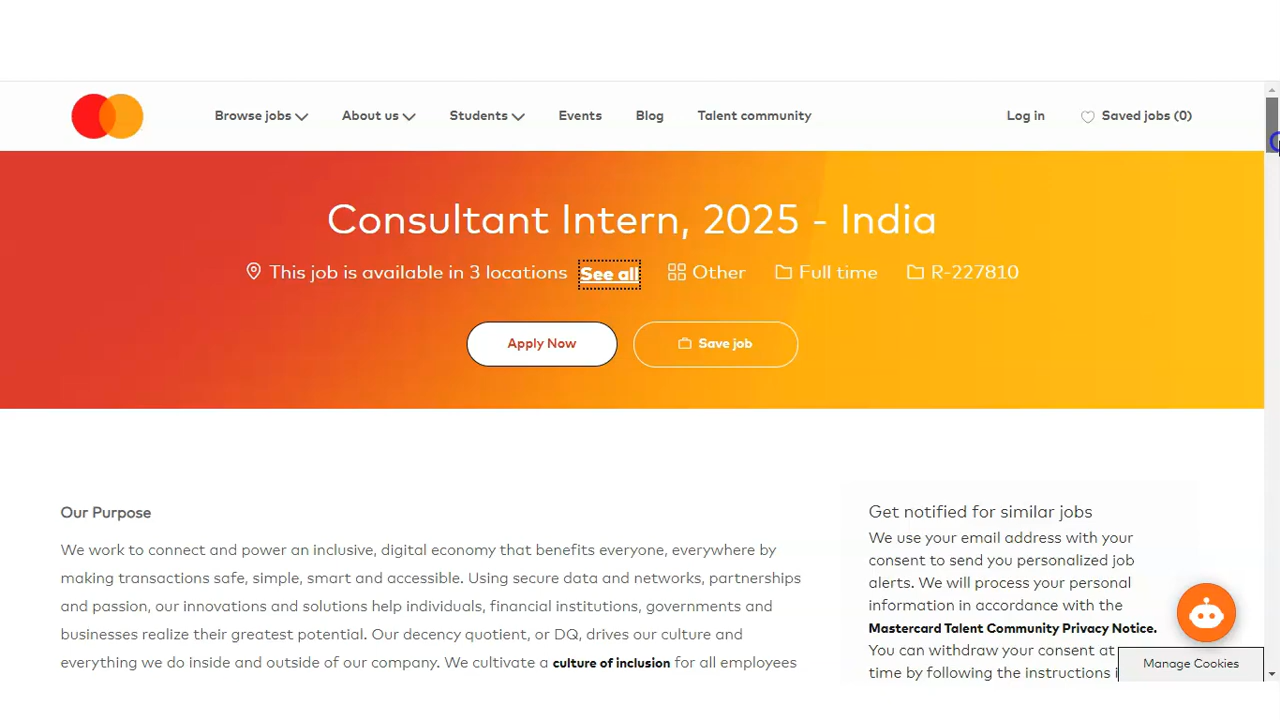 Browse jobs About us Students Events Blog Talent community Log in Saved jobs (0)
Consultant Intern, 2025 - India
This job is available in 3 locations See all Other Full time R-227810
Apply Now Save job
Our Purpose
We work to connect and power an inclusive, digital economy that benefits everyone, everywhere by
making transactions safe, simple, smart and accessible. Using secure data and networks, partnerships
and passion, our innovations and solutions help individuals, financial institutions, governments and
businesses realize their greatest potential. Our decency quotient, or DQ, drives our culture and
everything we do inside and outside of our company. We cultivate a culture of inclusion for all employees
Get notified for similar jobs
We use your email address with your
consent to send you personalized job
alerts. We will process your personal
information in accordance with the
Mastercard Talent Community Privacy Notice.
You can withdraw your consent at
time by following the instructions
Manage Cookies